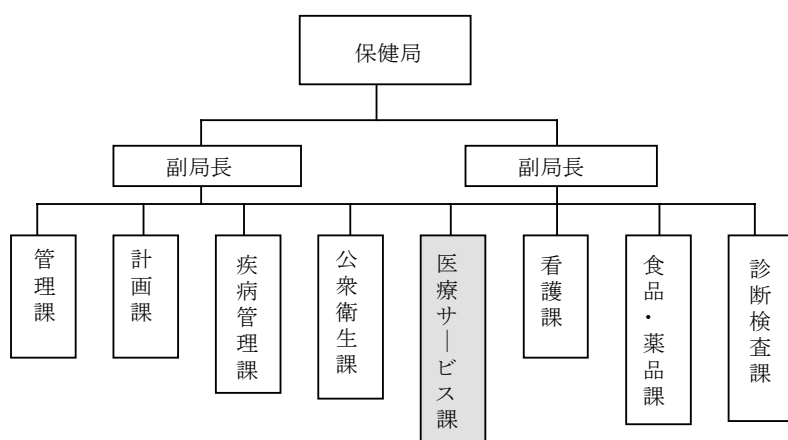 保健局
副局長
副局長
管理課
計画課
疾病管理課
公衆衛生課
医療サービス課
看護課
食品・薬品課
診断検査課